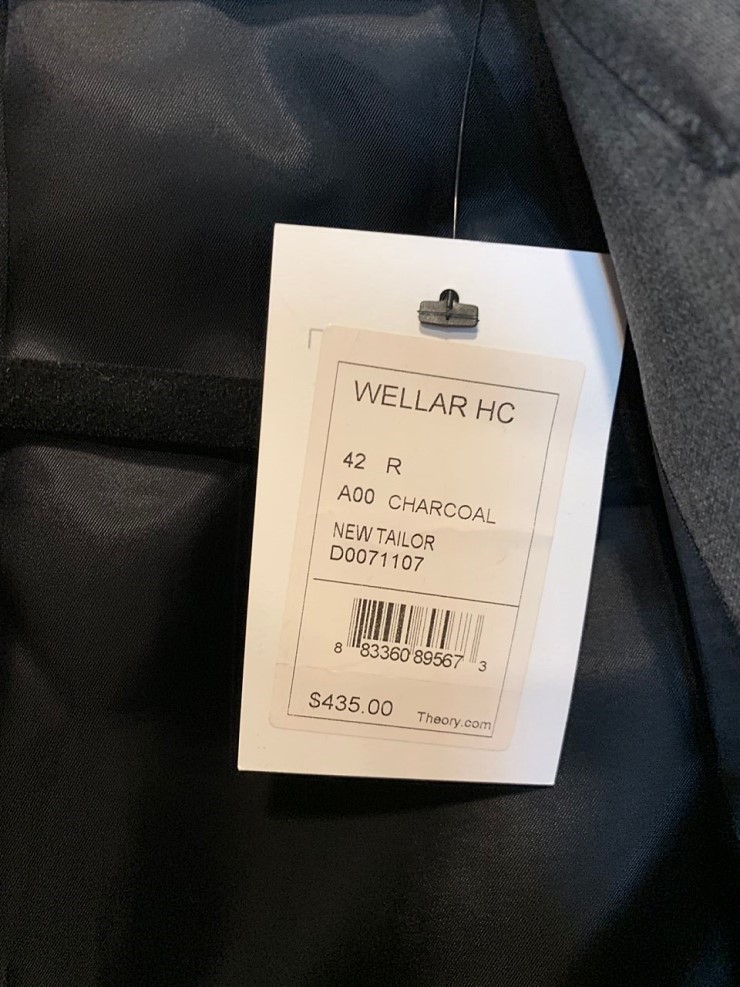 WELLAR HC
42 R
A00 CHARCOAL
NEW TAILOR
D0071107
8 83360 89567 3
$435.00 Theory.com